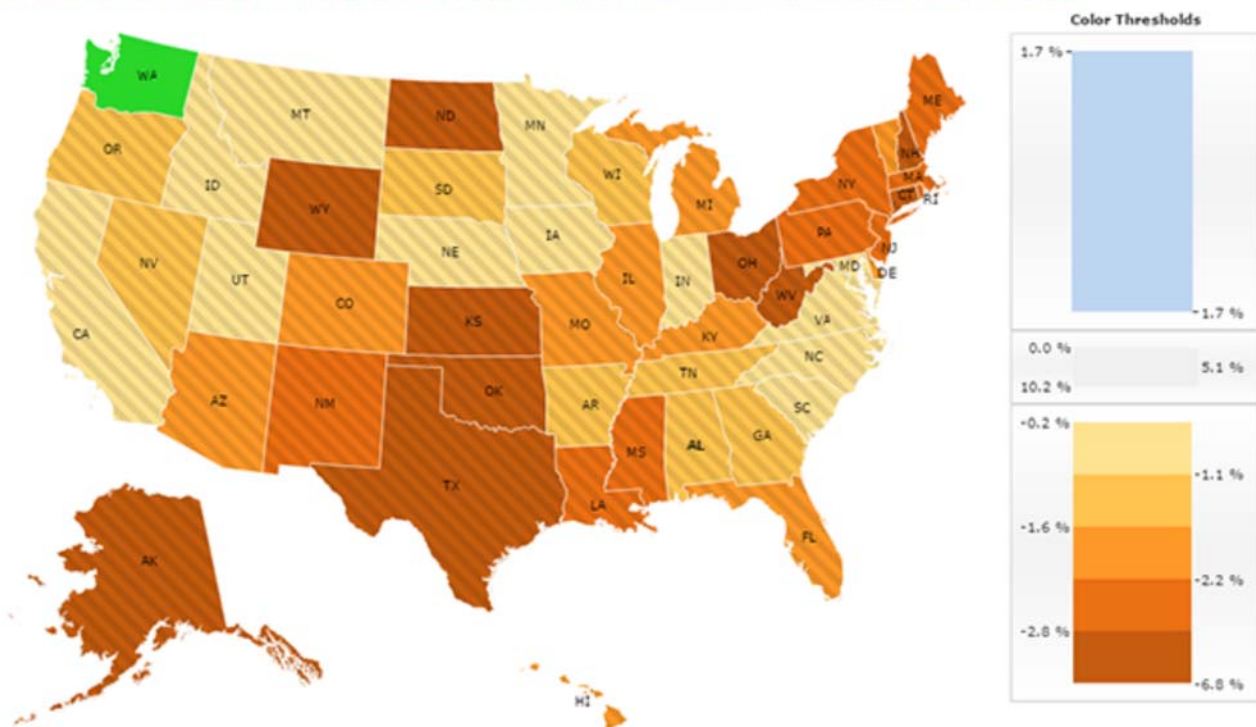 Color Thresholds
1.7 %
1.7 %
0.0 %
5.1 %
10.2 %
-0.2 %
-1.1 %
-1.6 %
-2.2 %
-2.8 %
-6.8 %
WA
MT
ND
MN
ME
OR
ID
WY
SD
WI
MI
NY
NH
MA
CT
RI
NV
UT
NE
IA
IL
IN
OH
PA
NJ
MD
DE
CA
CO
KS
MO
KY
WV
VA
AZ
NM
OK
AR
TN
NC
SC
TX
LA
MS
AL
GA
FL
AK
HI